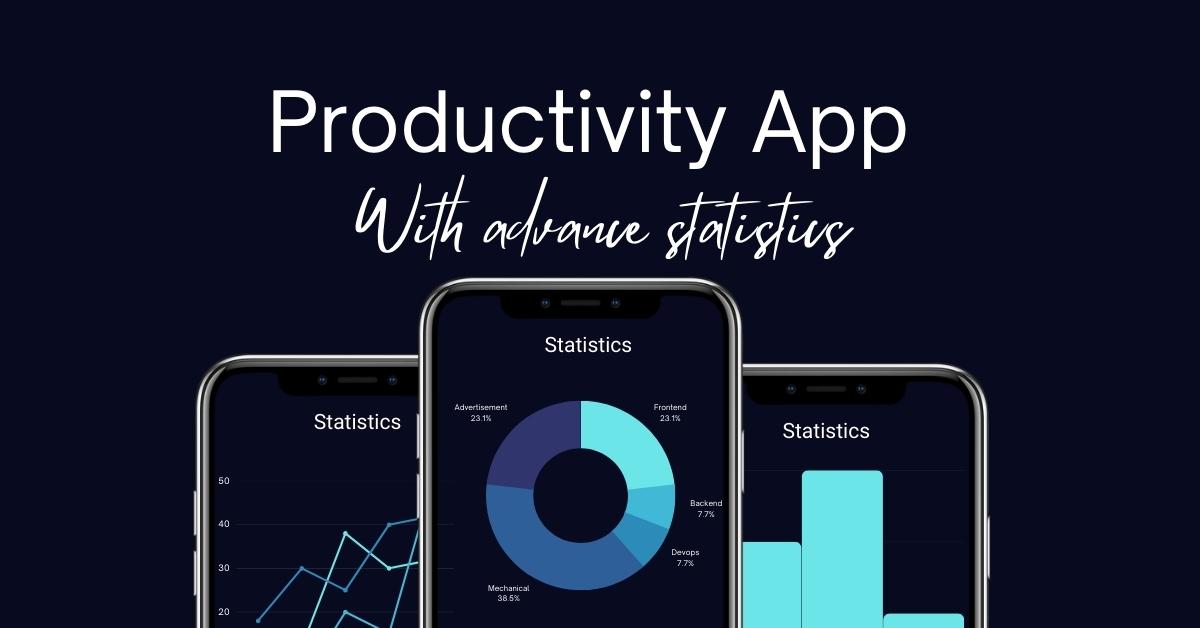 Productivity App
With advance statistics
Statistics
50
40
30
20
Statistics
Advertisement
23.1%
Frontend
23.1%
Backend
7.7%
Devops
7.7%
Mechanical
38.5%
Statistics